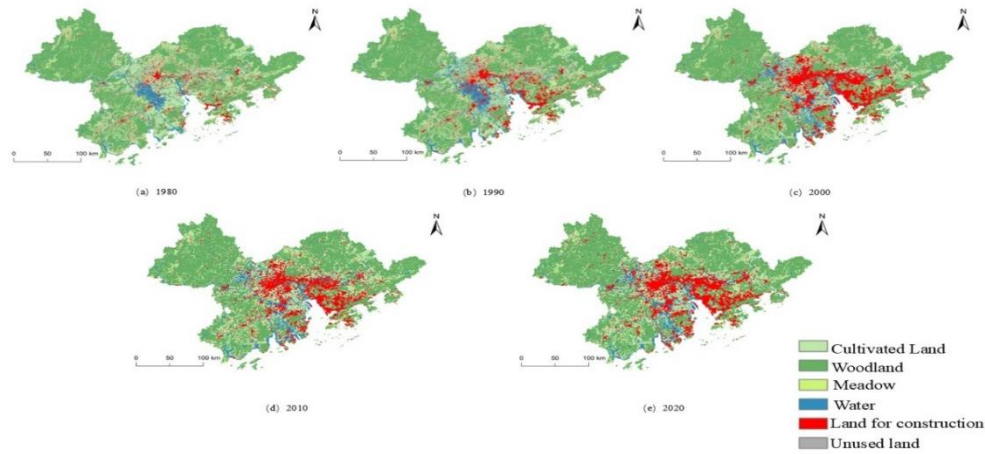 N
N
N
0 50 100 km
0 50 100 km
0 50 100 km
(a) 1980
(b) 1990
(c) 2000
N
N
0 50 100 km
0 50 100 km
(d) 2010
(e) 2020
Cultivated Land
Woodland
Meadow
Water
Land for construction
Unused land